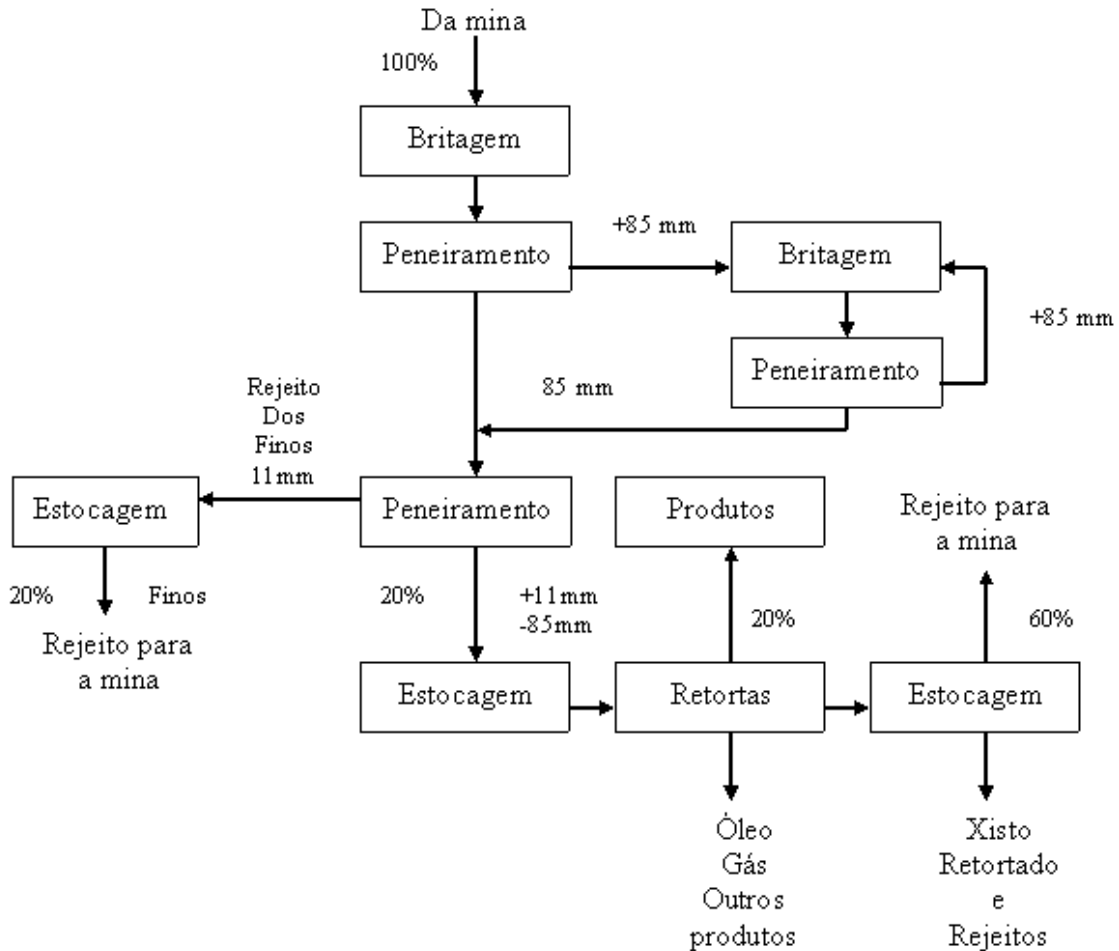 Da mina
100%
Britagem
Peneiramento
+85 mm
Britagem
+85 mm
Peneiramento
85 mm
Rejeito
Dos
Finos
11mm
Estocagem
Peneiramento
Produtos
Rejeito para
a mina
20%
Finos
20%
+11mm
-85mm
20%
60%
Rejeito para
a mina
Estocagem
Retortas
Estocagem
Óleo
Gás
Outros
produtos
Xisto
Retortado
e
Rejeitos